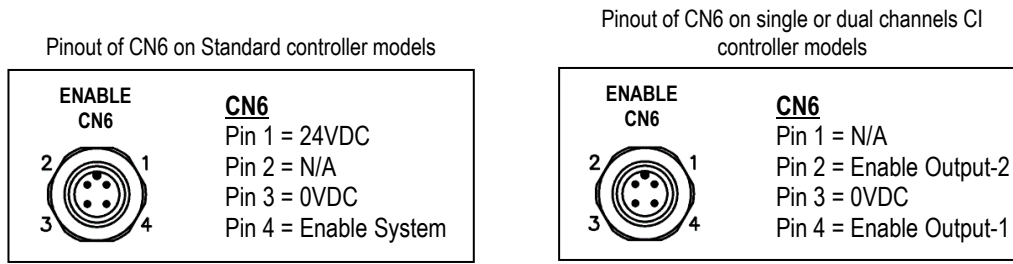 Pinout of CN6 on Standard controller models
ENABLE
CN6
2
1
3
4
CN6
Pin 1 = 24VDC
Pin 2 = N/A
Pin 3 = 0VDC
Pin 4 = Enable System
Pinout of CN6 on single or dual channels CI
controller models
ENABLE
CN6
2
1
3
4
CN6
Pin 1 = N/A
Pin 2 = Enable Output-2
Pin 3 = 0VDC
Pin 4 = Enable Output-1